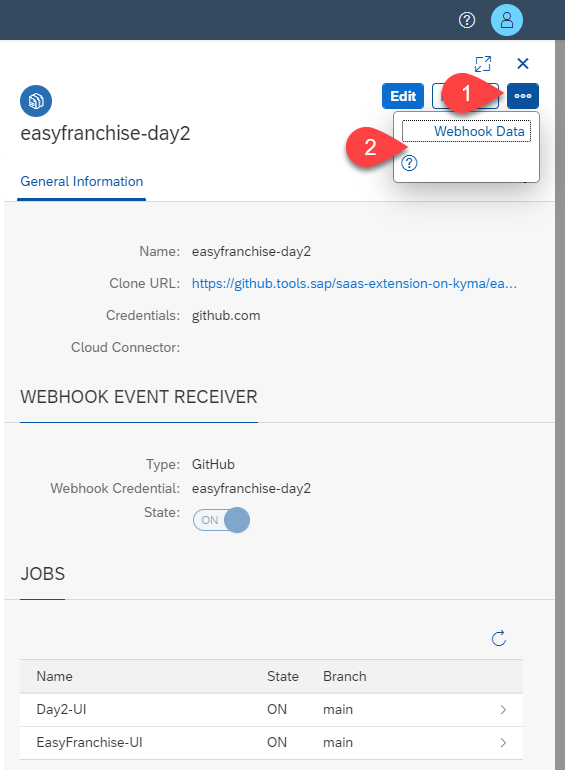 1
Edit
easyfranchise-day2
Webhook Data
2
General Information
Name: easyfranchise-day2
Clone URL: https://github.tools.sap/saas-extension-on-kyma/ea...
Credentials: github.com
Cloud Connector:
WEBHOOK EVENT RECEIVER
Type: GitHub
Webhook Credential: easyfranchise-day2
State:
ON
JOBS
Name State Branch
Day2-UI ON main
EasyFranchise-UI ON main